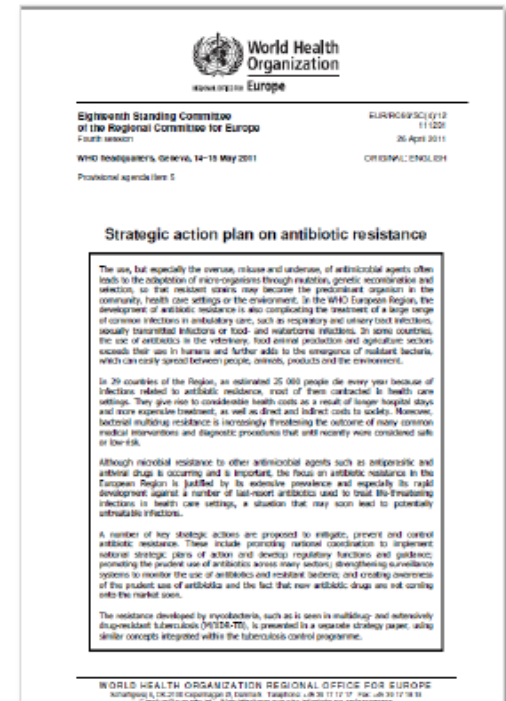 World Health
Organization
REGIONAL OFFICE FOR Europe
Eighteenth Standing Committee
of the Regional Committee for Europe
Fourth session
WHO headquarters, Geneva, 14–15 May 2011
Provisional agenda item 5
26 April 2011
ORIGINAL: ENGLISH
Strategic action plan on antibiotic resistance
The use, but especially the overuse, misuse and underuse, of antimicrobial agents often
leads to the adaptation of micro-organisms through mutation, genetic recombination and
selection, so that resistant strains may become the predominant organism in the
community, health care settings or the environment. In the WHO European Region, the
development of antibiotic resistance is also complicating the treatment of a large range
of common infections in ambulatory care, such as respiratory and urinary tract infections,
sexually transmitted infections or food- and waterborne infections. In some countries,
the use of antibiotics in the veterinary, food animal production and agriculture sectors
exceeds their use in humans and further adds to the emergence of resistant bacteria,
which can easily spread between people, animals, products and the environment.
In 29 countries of the Region, an estimated 25 000 people die every year because of
infections related to antibiotic resistance, most of them contracted in health care
settings. They give rise to considerable health costs as a result of longer hospital stays
and more expensive treatment, as well as direct and indirect costs to society. Moreover,
bacterial multidrug resistance is increasingly threatening the outcome of many common
medical interventions and diagnostic procedures that until recently were considered safe
or low-risk.
Although microbial resistance to other antimicrobial agents such as antiparasitic and
antiviral drugs is occurring and is important, the focus on antibiotic resistance in the
European Region is justified by its extensive prevalence and especially its rapid
development against a number of last-resort antibiotics used to treat life-threatening
infections in health care settings, a situation that may soon lead to potentially
untreatable infections.
A number of key strategic actions are proposed to mitigate, prevent and control
antibiotic resistance. These include promoting national coordination to implement
national strategic plans of action and develop regulatory functions and guidance;
promoting the prudent use of antibiotics across many sectors; strengthening surveillance
systems to monitor the use of antibiotics and resistant bacteria; and creating awareness
of the prudent use of antibiotics and the fact that new antibiotic drugs are not coming
onto the market soon.
The resistance developed by mycobacteria, such as is seen in multidrug- and extensively
drug-resistant tuberculosis (M/XDR-TB), is presented in a separate strategy paper, using
similar concepts integrated within the tuberculosis control programme.
WORLD HEALTH ORGANIZATION REGIONAL OFFICE FOR EUROPE